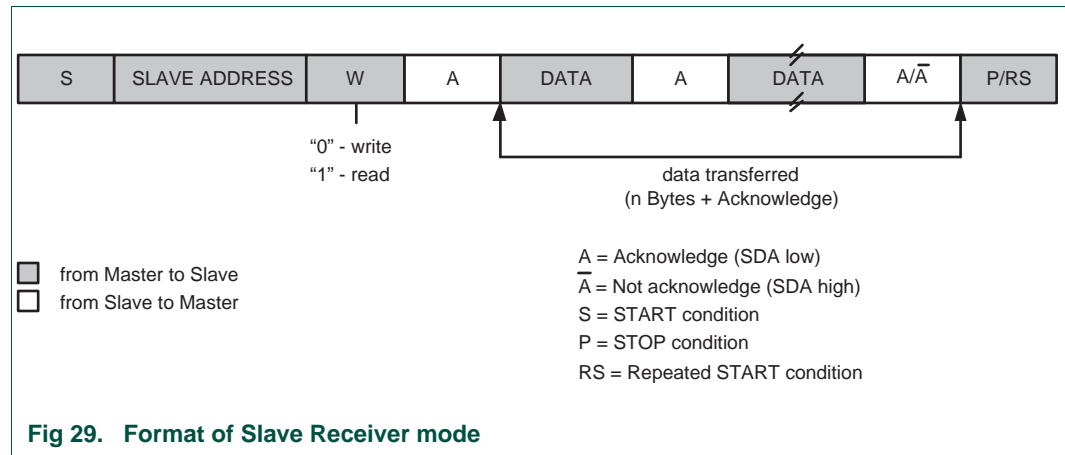 S SLAVE ADDRESS W A DATA A DATA A/A̅ P/RS
“0” - write
“1” - read
data transferred
(n Bytes + Acknowledge)
from Master to Slave
from Slave to Master
A = Acknowledge (SDA low)
A̅ = Not acknowledge (SDA high)
S = START condition
P = STOP condition
RS = Repeated START condition
Fig 29. Format of Slave Receiver mode